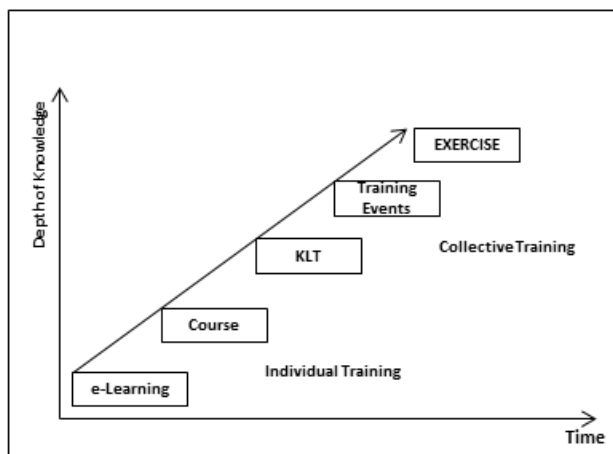 Depth of Knowledge
EXERCISE
Training
Events
Collective Training
KLT
Course
Individual Training
e-Learning
Time